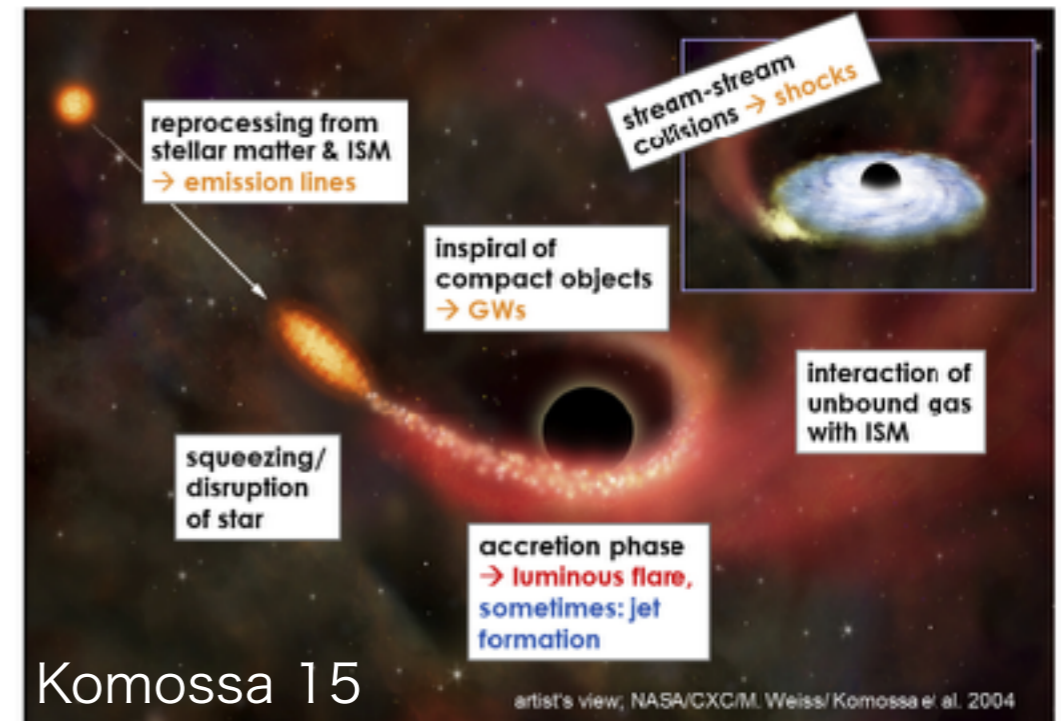 reprocessing from
stellar matter & ISM
→ emission lines
stream-stream
collisions → shocks
inspiral of
compact objects
→ GWs
interaction of
unbound gas
with ISM
squeezing/
disruption
of star
accretion phase
→ luminous flare,
sometimes: jet
formation
Komossa 15
artist's view; NASA/CXC/M. Weiss/ Komossa et al. 2004